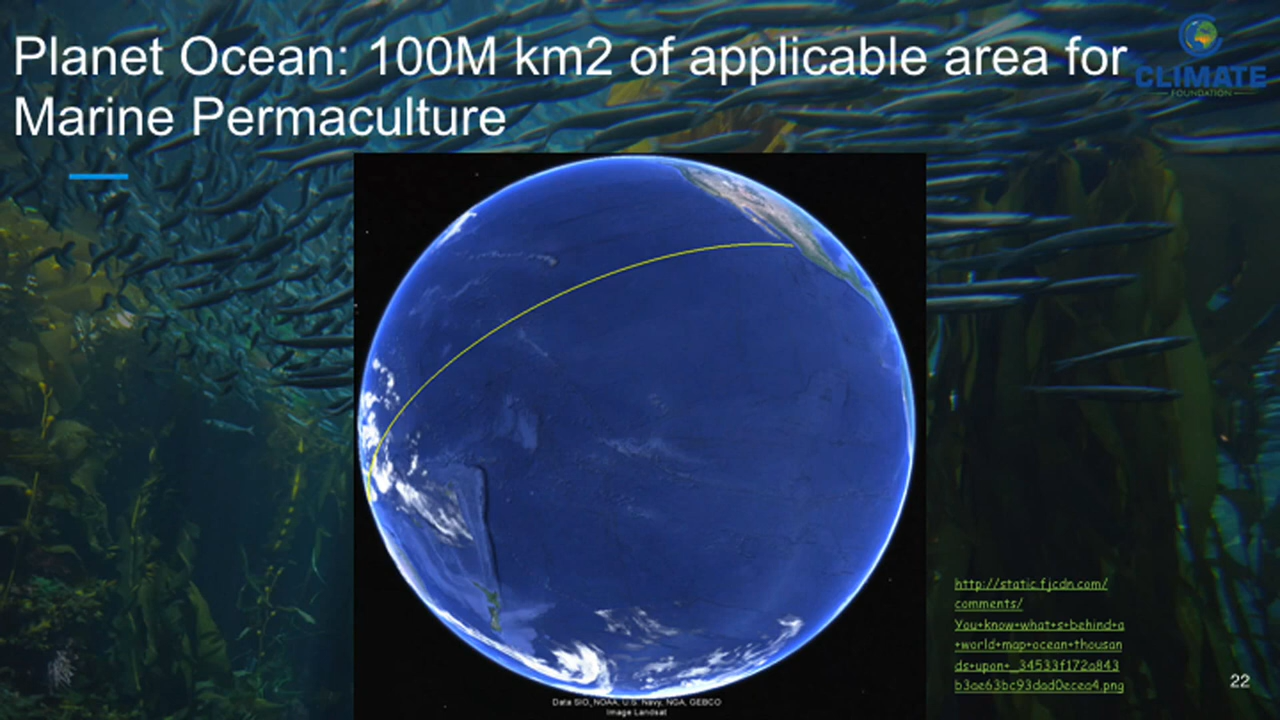 Planet Ocean: 100M km2 of applicable area for
Marine Permaculture
CLIMATE
FOUNDATION
http://static.fjcdn.com/
comments/
You+know+what+s+behind+a
+world+map+ocean+thousan
ds+upon+_34533f172a843
b3ae63bc93dad0ecea4.png
22
Data SIO, NOAA, U.S. Navy, NGA, GEBCO
Image Landsat